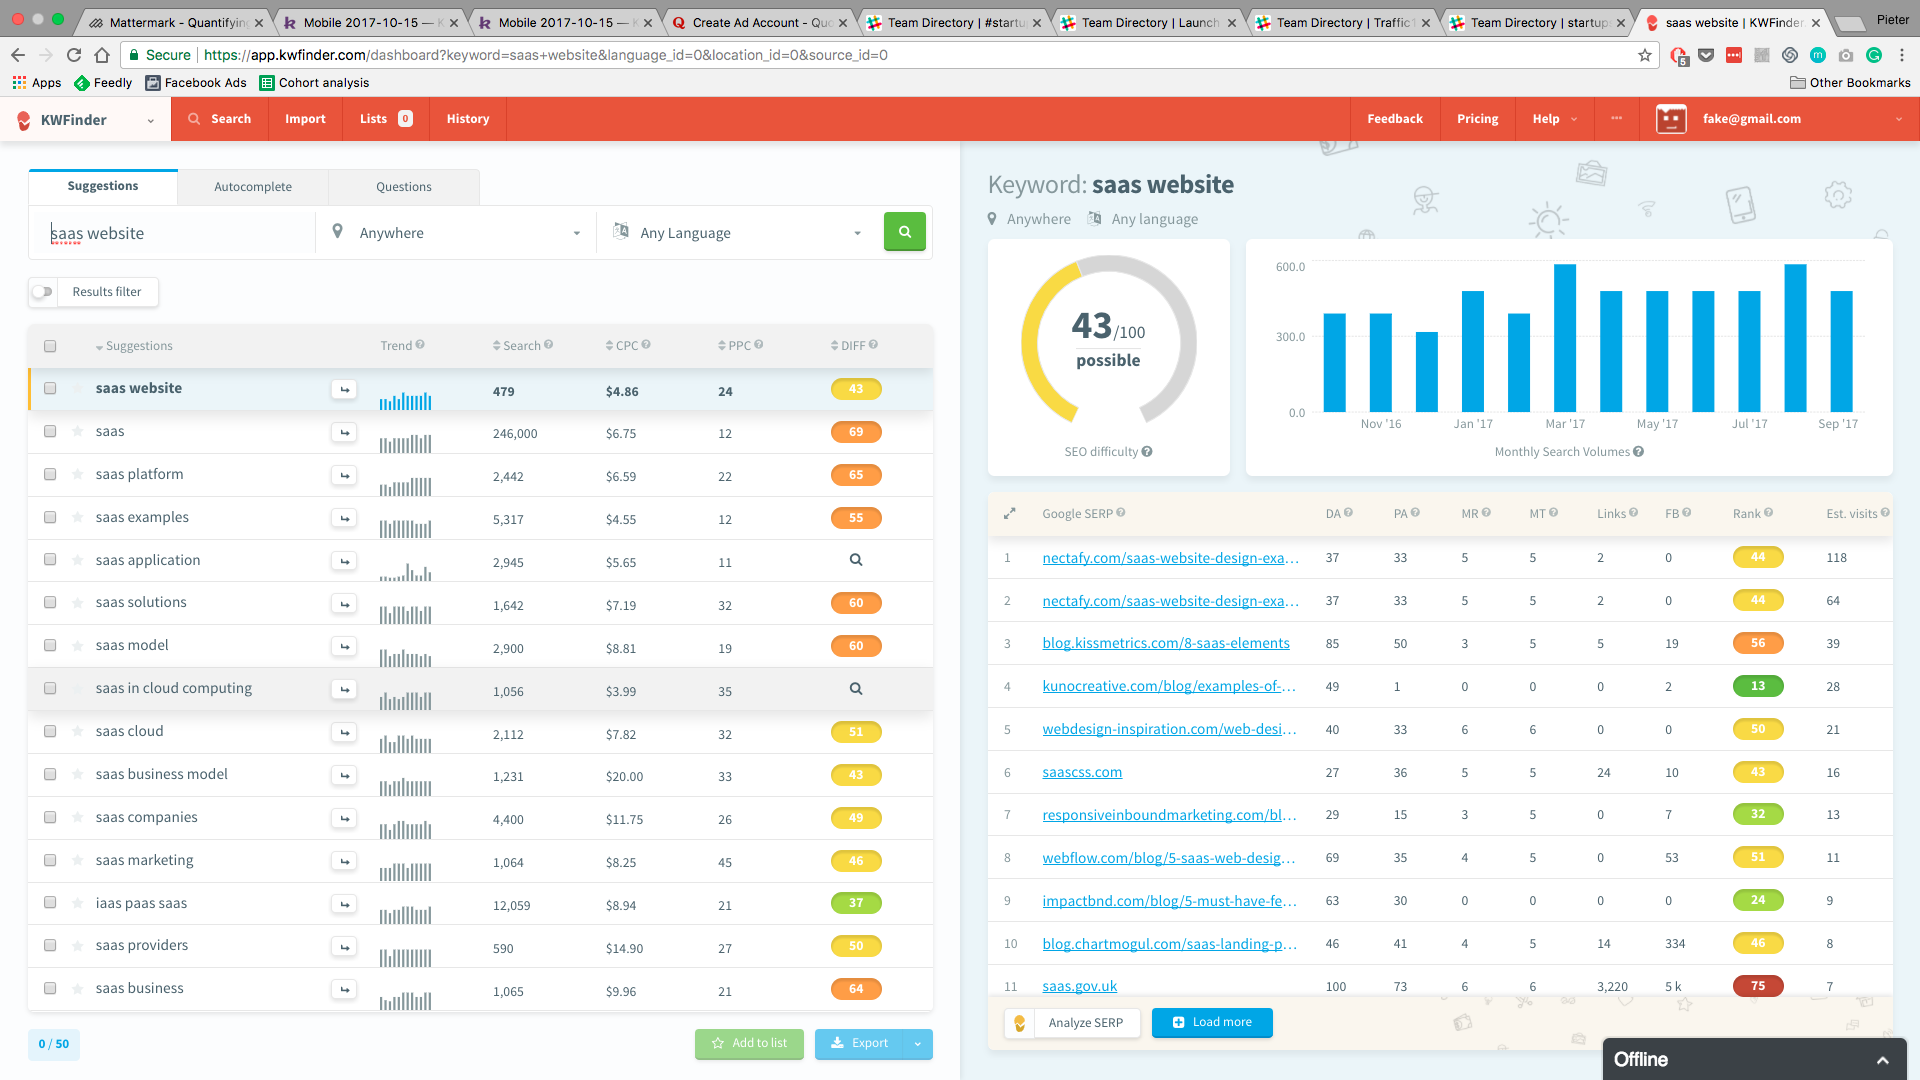 Mattermark - Quantifying
Mobile 2017-10-15 — K
Mobile 2017-10-15 — K
Create Ad Account - Quo
Team Directory | #startu
Team Directory | Launch
Team Directory | Traffic
Team Directory | startups
saas website | KWFinder
Pieter
Secure https://app.kwfinder.com/dashboard?keyword=saas+website&language_id=0&location_id=0&source_id=0
5
Apps Feedly Facebook Ads Cohort analysis Other Bookmarks
KWFinder Search Import Lists 0 History Feedback Pricing Help ··· fake@gmail.com
Suggestions Autocomplete Questions
saas website Anywhere Any Language
Results filter
Suggestions Trend Search CPC PPC DIFF
saas website 479 $4.86 24 43
saas 246,000 $6.75 12 69
saas platform 2,442 $6.59 22 65
saas examples 5,317 $4.55 12 55
saas application 2,945 $5.65 11
saas solutions 1,642 $7.19 32 60
saas model 2,900 $8.81 19 60
saas in cloud computing 1,056 $3.99 35
saas cloud 2,112 $7.82 32 51
saas business model 1,231 $20.00 33 43
saas companies 4,400 $11.75 26 49
saas marketing 1,064 $8.25 45 46
iaas paas saas 12,059 $8.94 21 37
saas providers 590 $14.90 27 50
saas business 1,065 $9.96 21 64
0 / 50 Add to list Export
Keyword: saas website
Anywhere Any language
43/100
possible
SEO difficulty
600.0
300.0
0.0
Nov '16 Jan '17 Mar '17 May '17 Jul '17 Sep '17
Monthly Search Volumes
Google SERP DA PA MR MT Links FB Rank Est. visits
1 nectafy.com/saas-website-design-exa… 37 33 5 5 2 0 44 118
2 nectafy.com/saas-website-design-exa… 37 33 5 5 2 0 44 64
3 blog.kissmetrics.com/8-saas-elements 85 50 3 5 5 19 56 39
4 kunocreative.com/blog/examples-of-… 49 1 0 0 0 2 13 28
5 webdesign-inspiration.com/web-desi… 40 33 6 6 0 0 50 21
6 saascss.com 27 36 5 5 24 10 43 16
7 responsiveinboundmarketing.com/bl… 29 15 3 5 0 7 32 13
8 webflow.com/blog/5-saas-web-desig… 69 35 4 5 0 53 51 11
9 impactbnd.com/blog/5-must-have-fe… 63 30 0 0 0 0 24 9
10 blog.chartmogul.com/saas-landing-p… 46 41 4 5 14 334 46 8
11 saas.gov.uk 100 73 6 6 3,220 5 k 75 7
Analyze SERP Load more
Offline